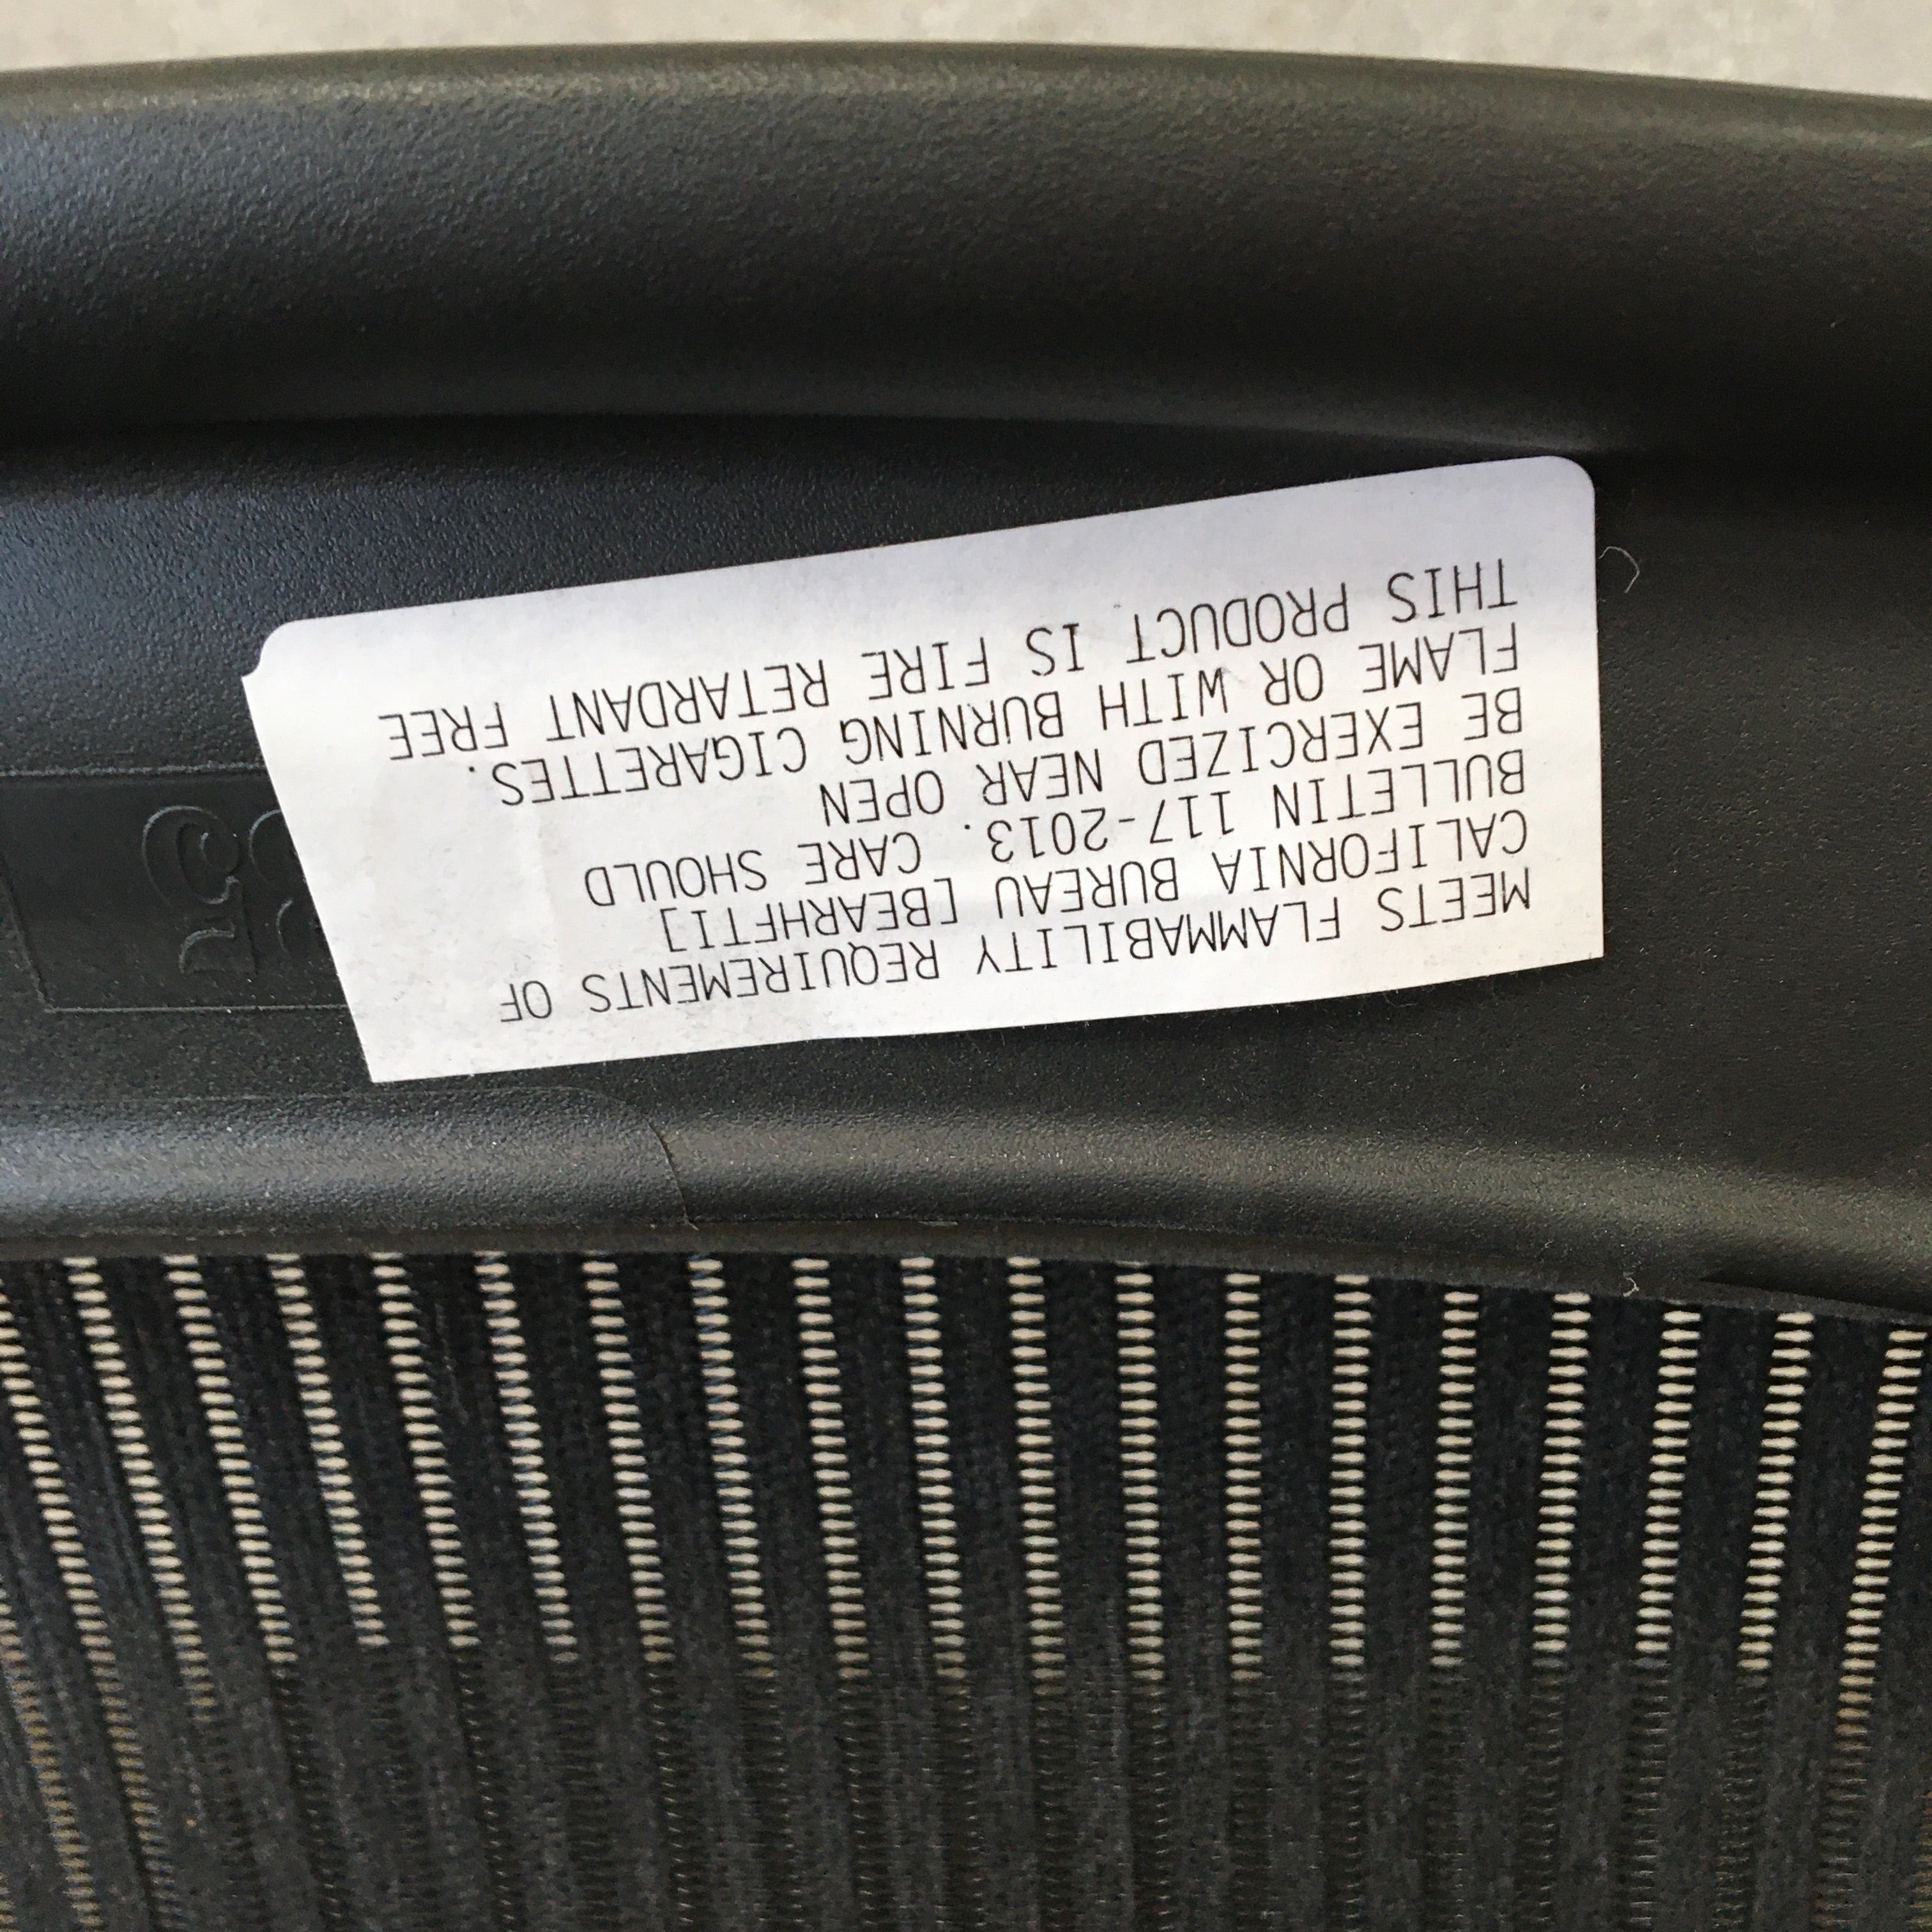 MEETS FLAMMABILITY REQUIREMENTS OF
CALIFORNIA BUREAU [BEARHFTI]
BULLETIN 117-2013. CARE SHOULD
BE EXERCIZED NEAR OPEN
FLAME OR WITH BURNING CIGARETTES.
THIS PRODUCT IS FIRE RETARDANT FREE